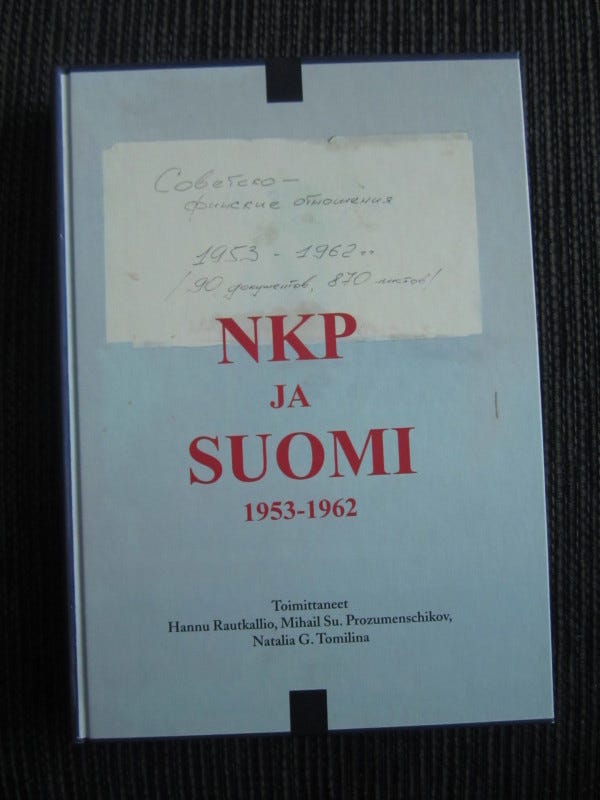 Советско-
финские отношения
1953 - 1962 гг
/90 документов, 870 листов/
NKP
JA
SUOMI
1953-1962
Toimittaneet
Hannu Rautkallio, Mihail Su. Prozumenschikov,
Natalia G. Tomilina